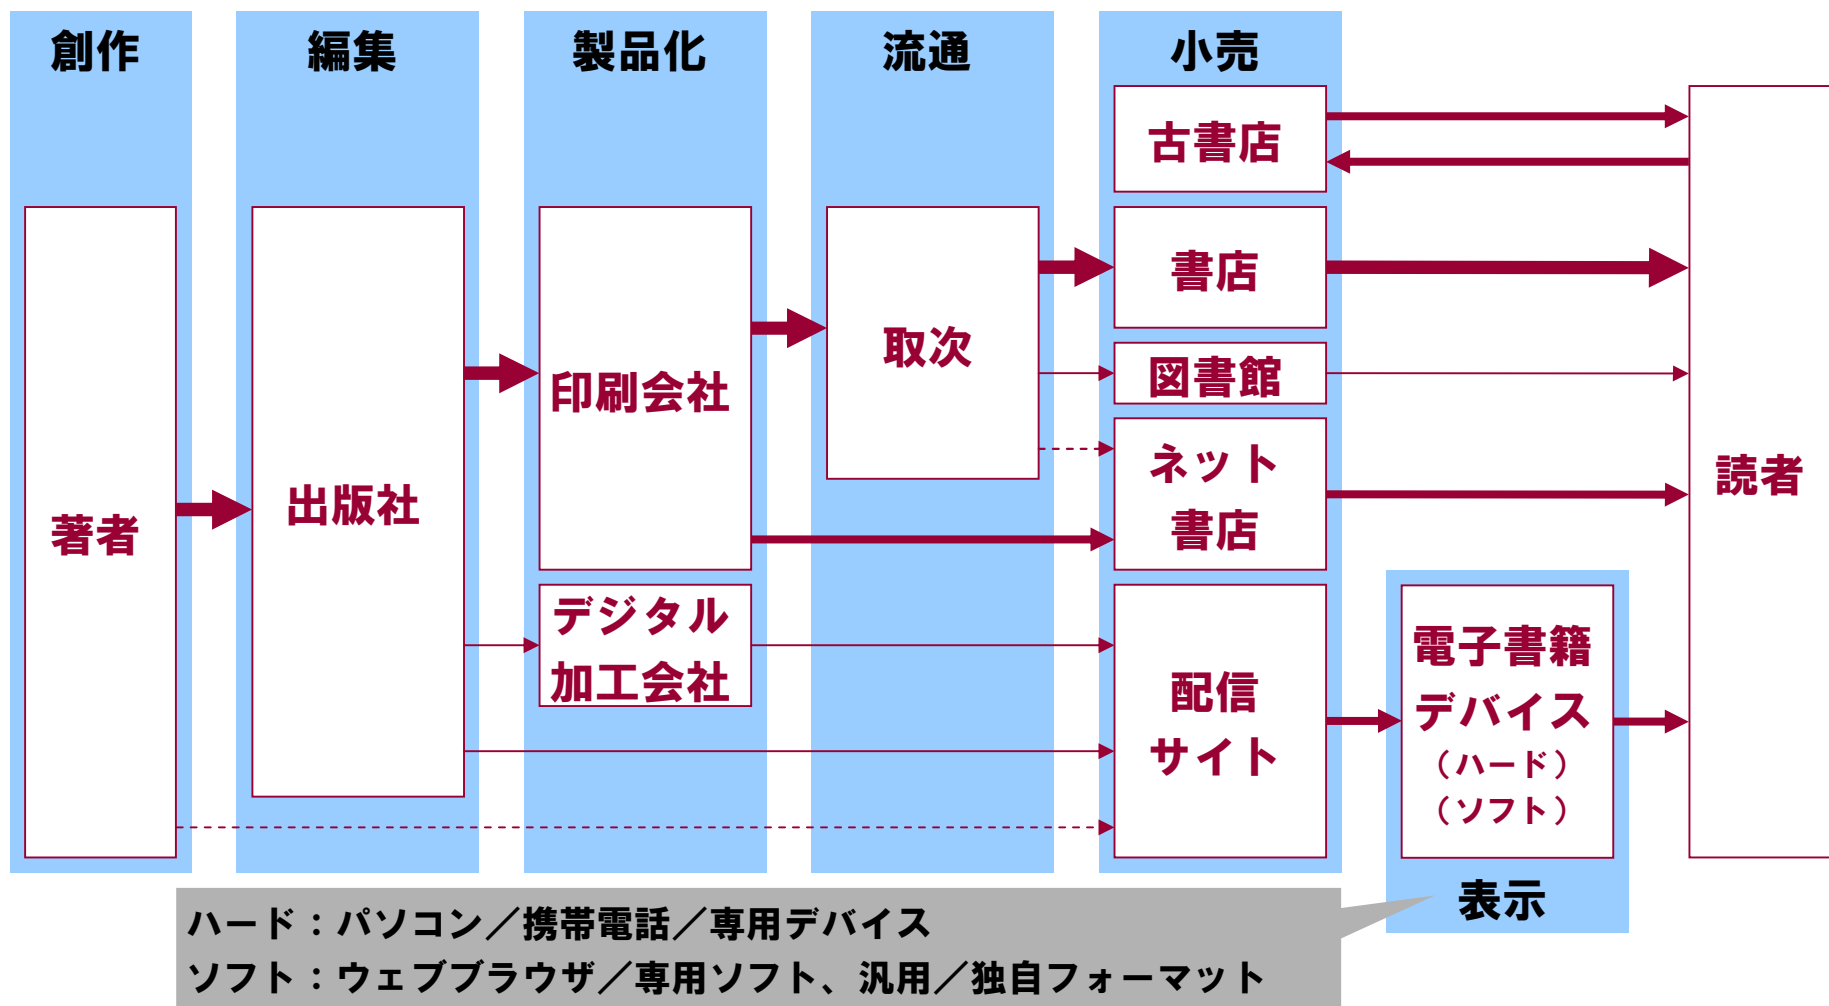 創作
編集
製品化
流通
小売
古書店
書店
取次
図書館
印刷会社
ネット
書店
読者
出版社
著者
デジタル
加工会社
配信
サイト
電子書籍
デバイス
（ハード）
（ソフト）
表示
ハード：パソコン／携帯電話／専用デバイス
ソフト：ウェブブラウザ／専用ソフト、汎用／独自フォーマット